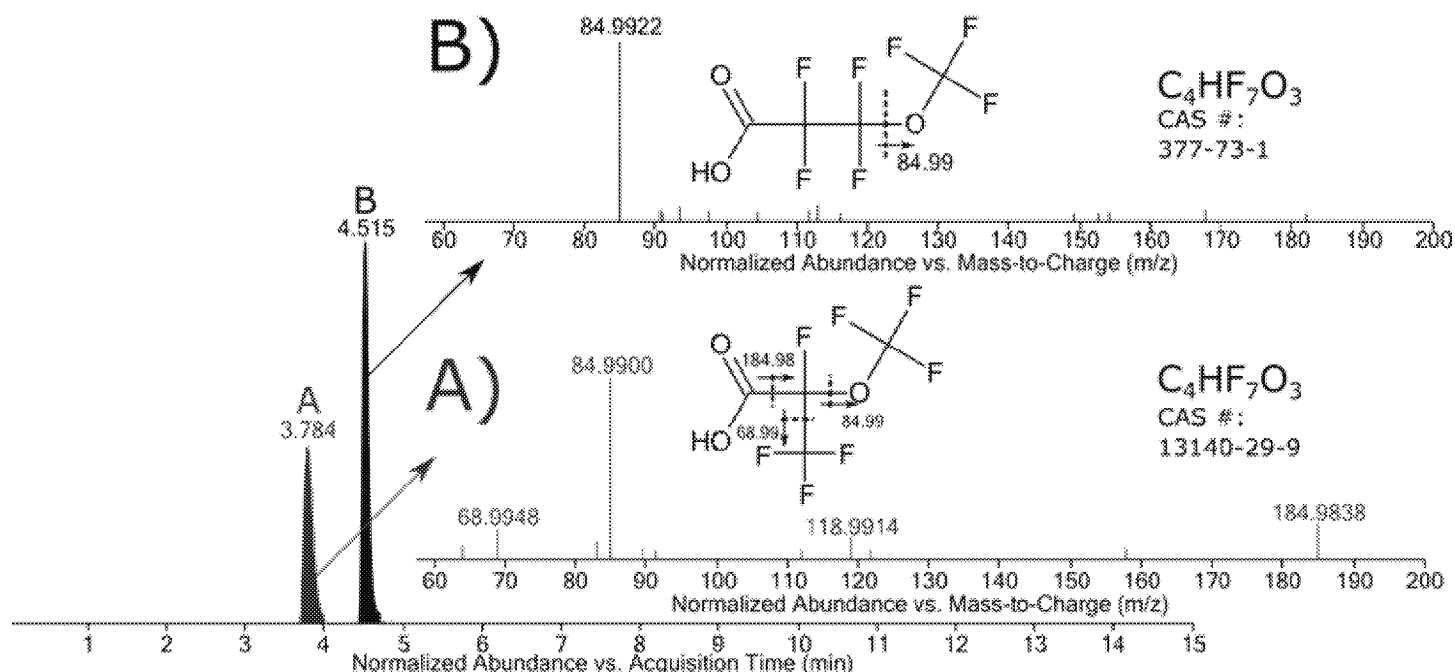 B)
84.9922
O
HO
F F
F F
O
F
F
F
84.99
C4HF7O3
CAS #:
377-73-1
60 70 80 90 100 110 120 130 140 150 160 170 180 190 200
Normalized Abundance vs. Mass-to-Charge (m/z)
B
4.515
A)
84.9900
O
HO
184.98
F
O
F
F
F
84.99
68.99
F F
F
C4HF7O3
CAS #:
13140-29-9
A
3.784
68.9948
118.9914
184.9838
60 70 80 90 100 110 120 130 140 150 160 170 180 190 200
Normalized Abundance vs. Mass-to-Charge (m/z)
1 2 3 4 5 6 7 8 9 10 11 12 13 14 15
Normalized Abundance vs. Acquisition Time (min)